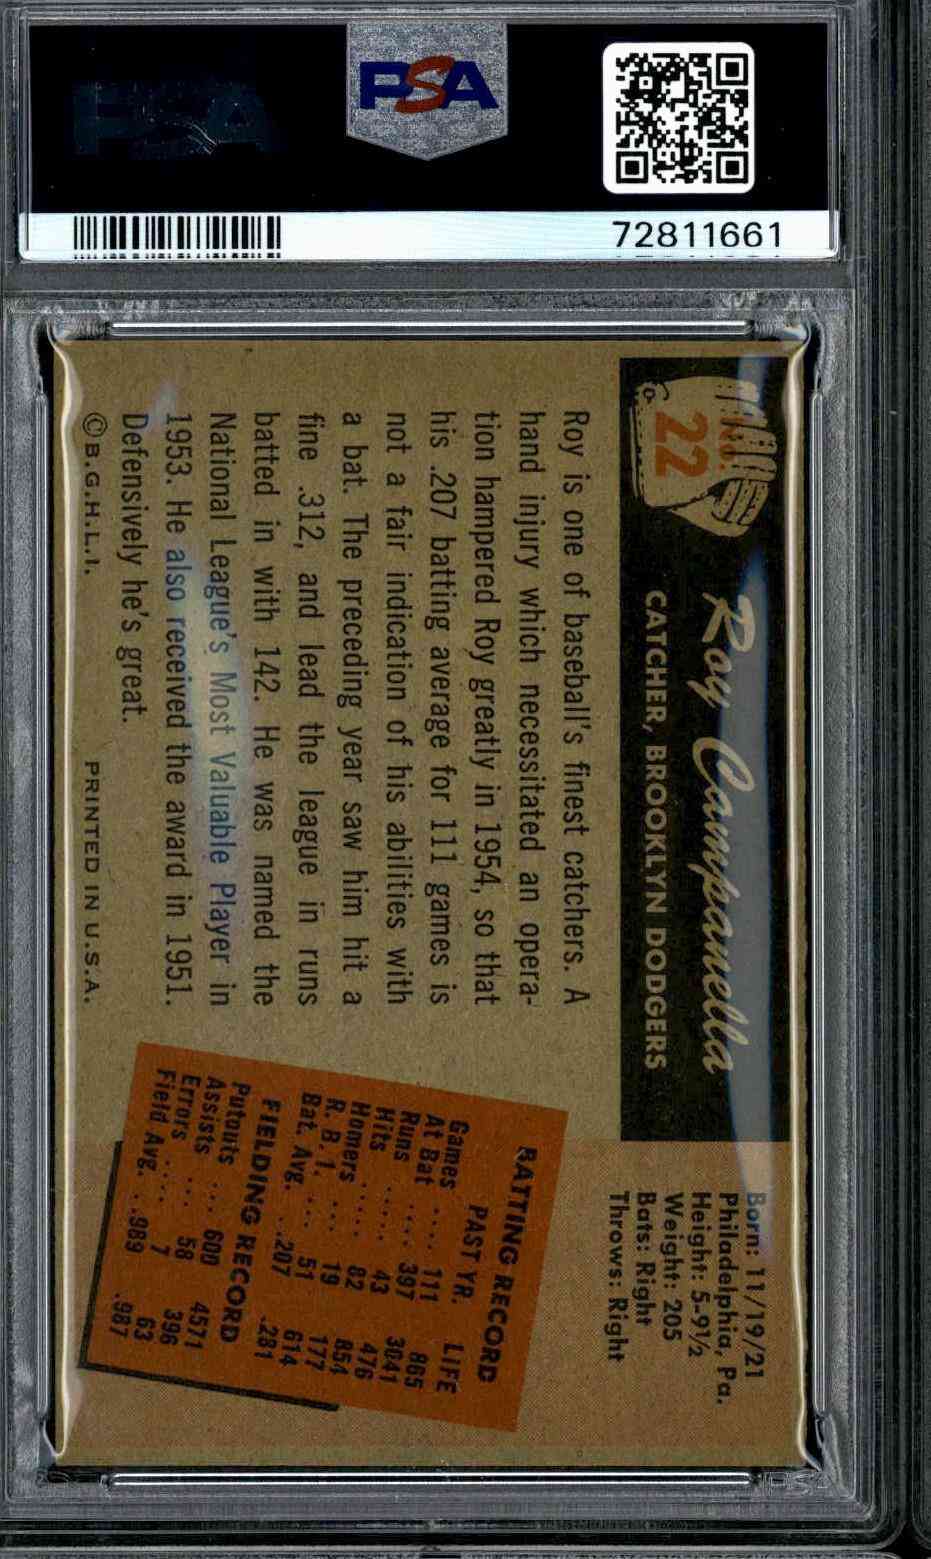 PSA
72811661
No.
22
Roy Campanella
CATCHER, BROOKLYN DODGERS
Born: 11/19/21
Philadelphia, Pa.
Height: 5-9½
Weight: 205
Bats: Right
Throws: Right
Roy is one of baseball's finest catchers. A
hand injury which necessitated an opera-
tion hampered Roy greatly in 1954, so that
his .207 batting average for 111 games is
not a fair indication of his abilities with
a bat. The preceding year saw him hit a
fine .312, and lead the league in runs
batted in with 142. He was named the
National League's Most Valuable Player in
1953. He also received the award in 1951.
Defensively he's great.
©B.G.H.L.I.
PRINTED IN U.S.A.
BATTING RECORD
PAST YR. LIFE
Games .... 111 865
At Bat .... 397 3041
Runs ..... 43 476
Hits ...... 82 854
Homers .... 19 177
R. B. I. .... 51 614
Bat. Avg. ... .207 .281
FIELDING RECORD
Putouts ... 600 4571
Assists .... 58 396
Errors .... 7 63
Field Avg. .. .989 .987